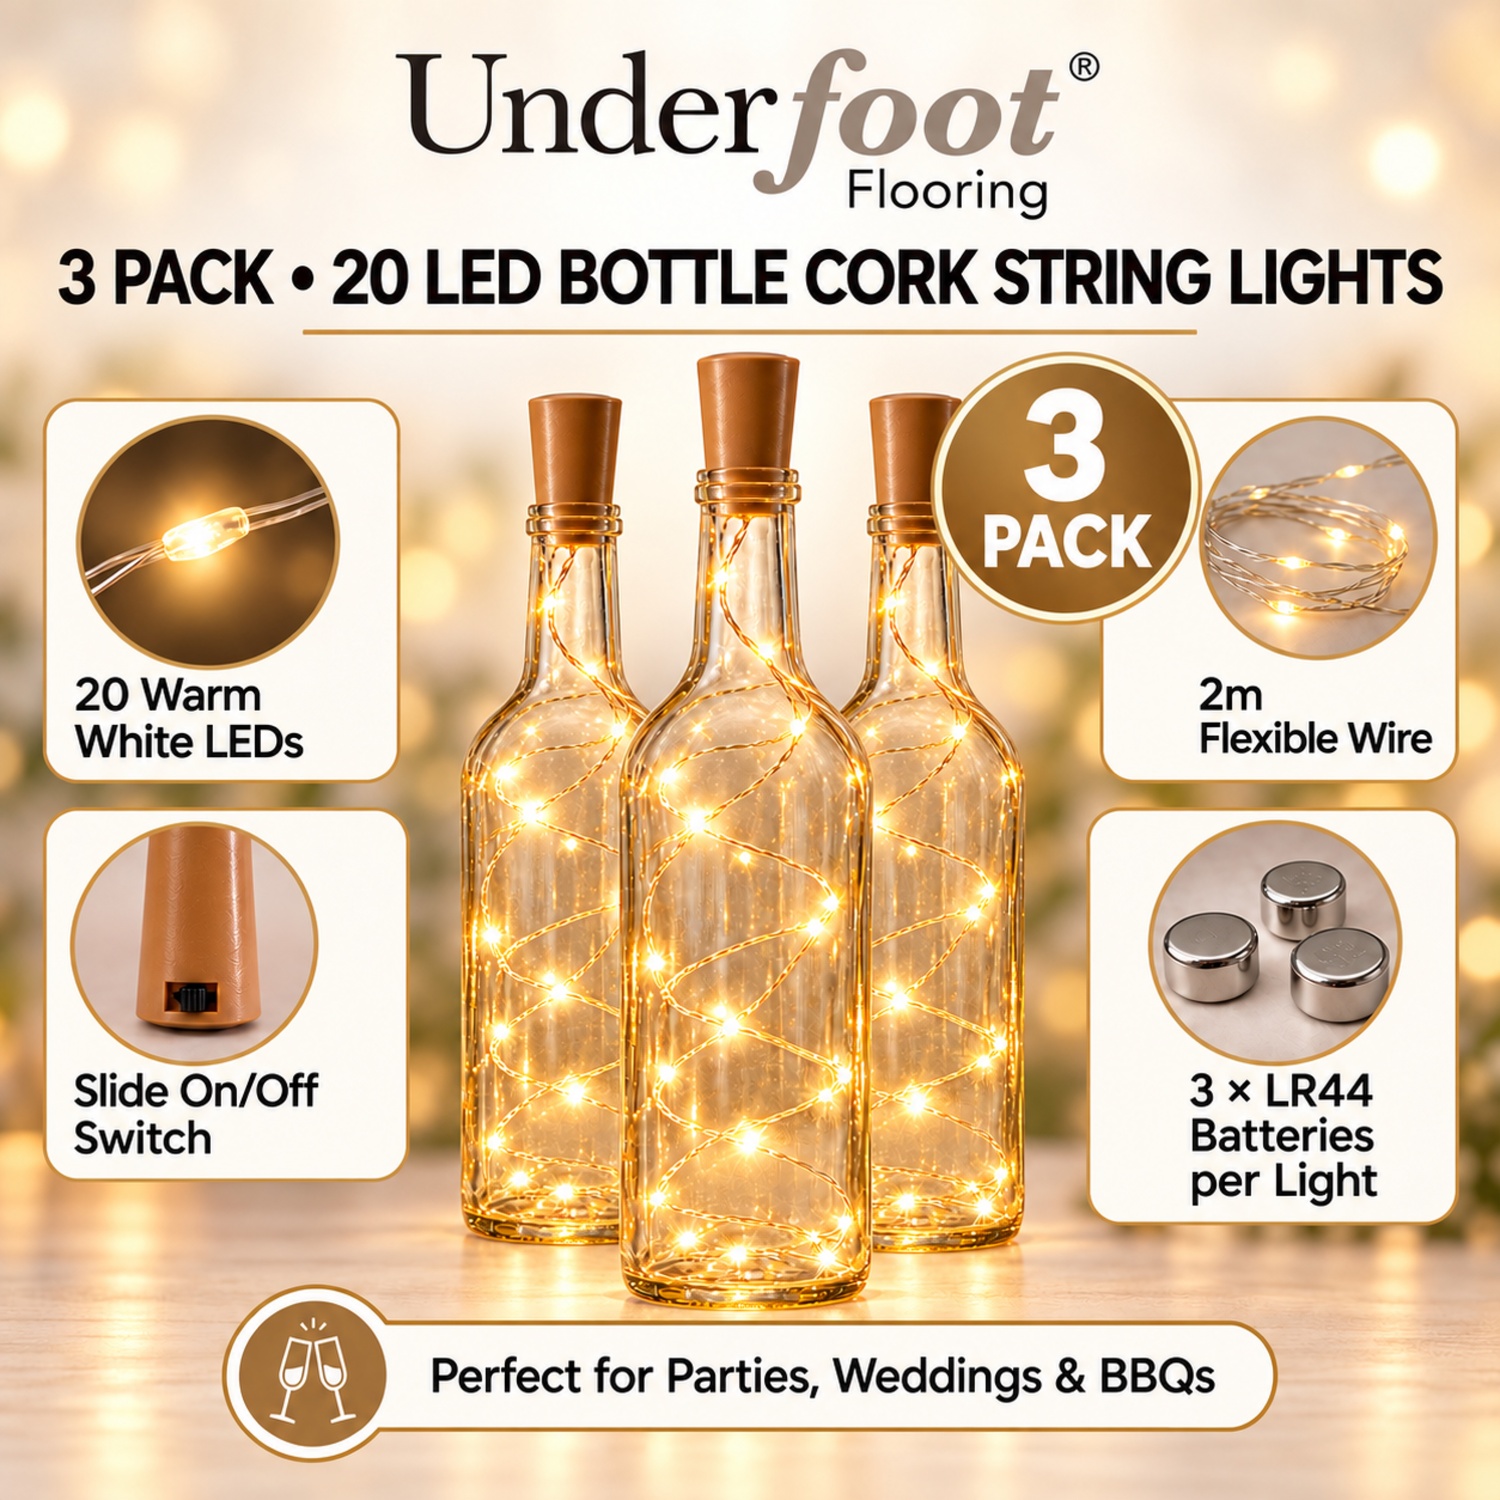 Underfoot®
Flooring
3 PACK • 20 LED BOTTLE CORK STRING LIGHTS
3
PACK
20 Warm
White LEDs
2m
Flexible Wire
Slide On/Off
Switch
3 × LR44
Batteries
per Light
Perfect for Parties, Weddings & BBQs